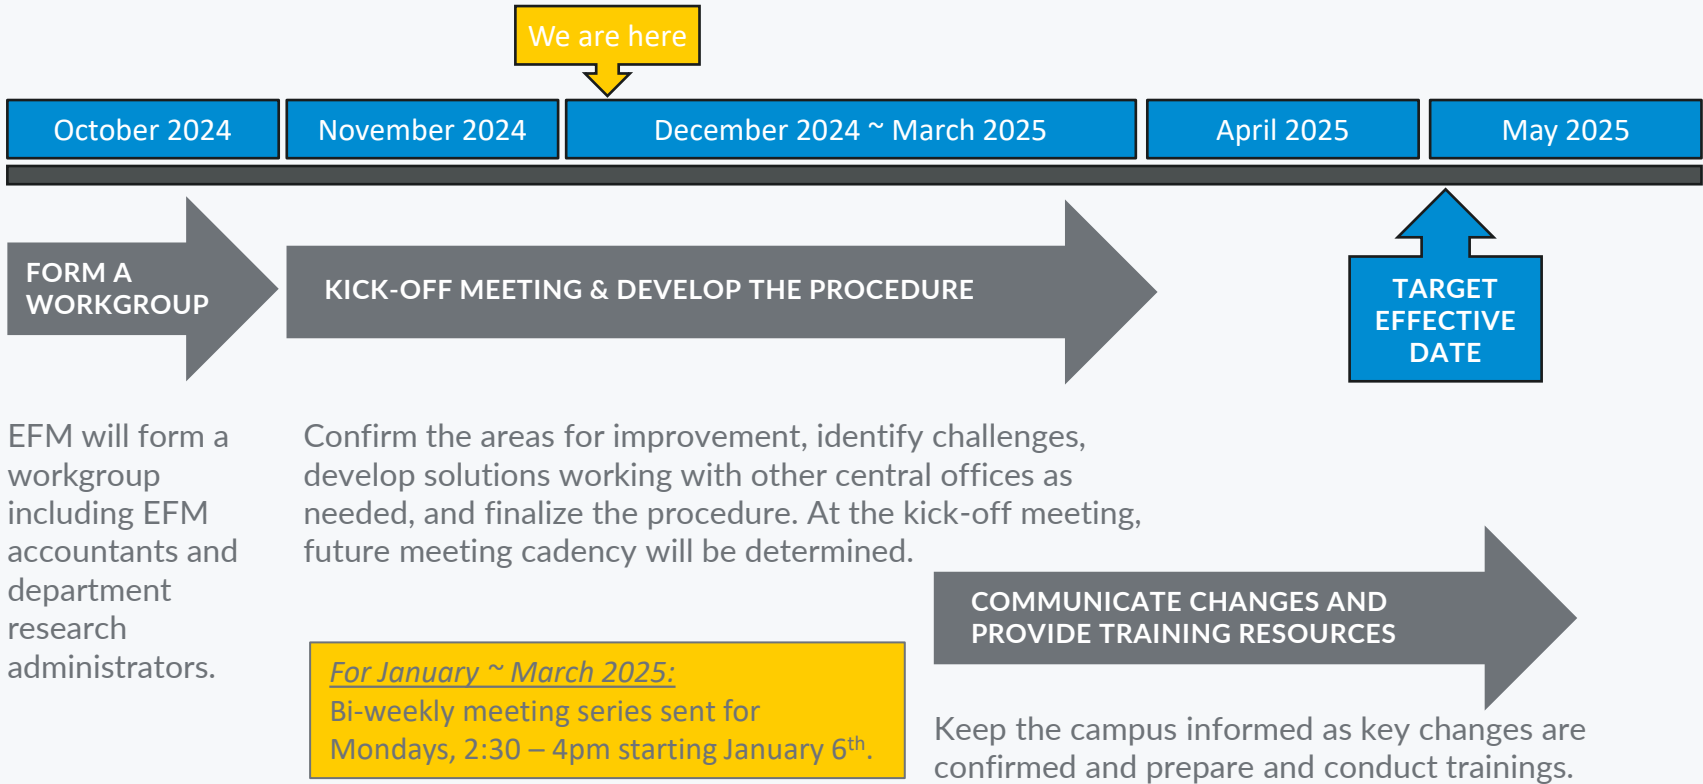 We are here
October 2024
November 2024
December 2024 ~ March 2025
April 2025
May 2025
FORM A
WORKGROUP
KICK-OFF MEETING & DEVELOP THE PROCEDURE
TARGET
EFFECTIVE
DATE
EFM will form a
workgroup
including EFM
accountants and
department
research
administrators.
Confirm the areas for improvement, identify challenges,
develop solutions working with other central offices as
needed, and finalize the procedure. At the kick-off meeting,
future meeting cadency will be determined.
COMMUNICATE CHANGES AND
PROVIDE TRAINING RESOURCES
For January ~ March 2025:
Bi-weekly meeting series sent for
Mondays, 2:30 – 4pm starting January 6th.
Keep the campus informed as key changes are
confirmed and prepare and conduct trainings.